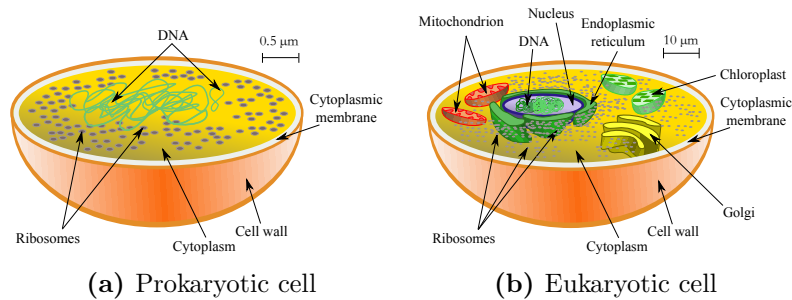 DNA
0.5 µm
Cytoplasmic
membrane
Ribosomes
Cytoplasm
Cell wall
(a) Prokaryotic cell
Mitochondrion
Nucleus
DNA
Endoplasmic
reticulum
10 µm
Chloroplast
Cytoplasmic
membrane
Golgi
Ribosomes
Cytoplasm
Cell wall
(b) Eukaryotic cell